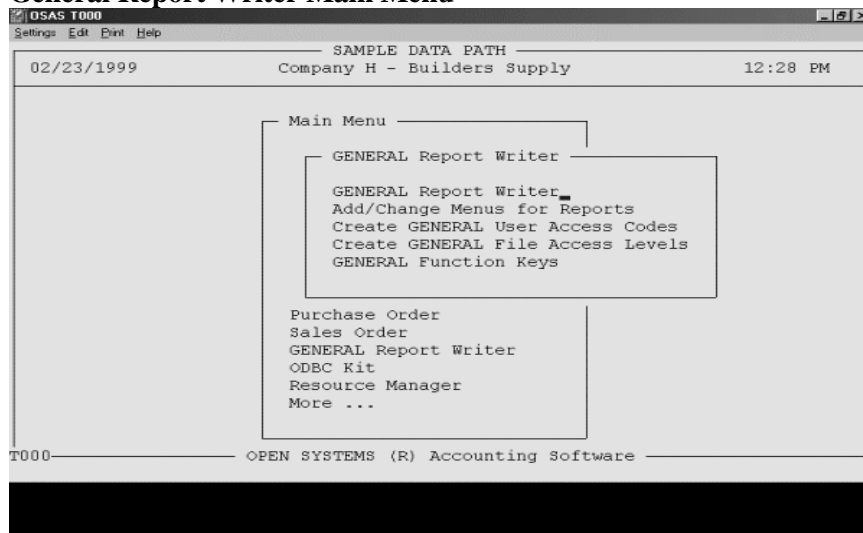 General Report Writer Main Menu
OSAS T000
Settings Edit Print Help
SAMPLE DATA PATH
02/23/1999 Company H - Builders Supply 12:28 PM
Main Menu
GENERAL Report Writer
GENERAL Report Writer
Add/Change Menus for Reports
Create GENERAL User Access Codes
Create GENERAL File Access Levels
GENERAL Function Keys
Purchase Order
Sales Order
GENERAL Report Writer
ODBC Kit
Resource Manager
More ...
T000 OPEN SYSTEMS (R) Accounting Software